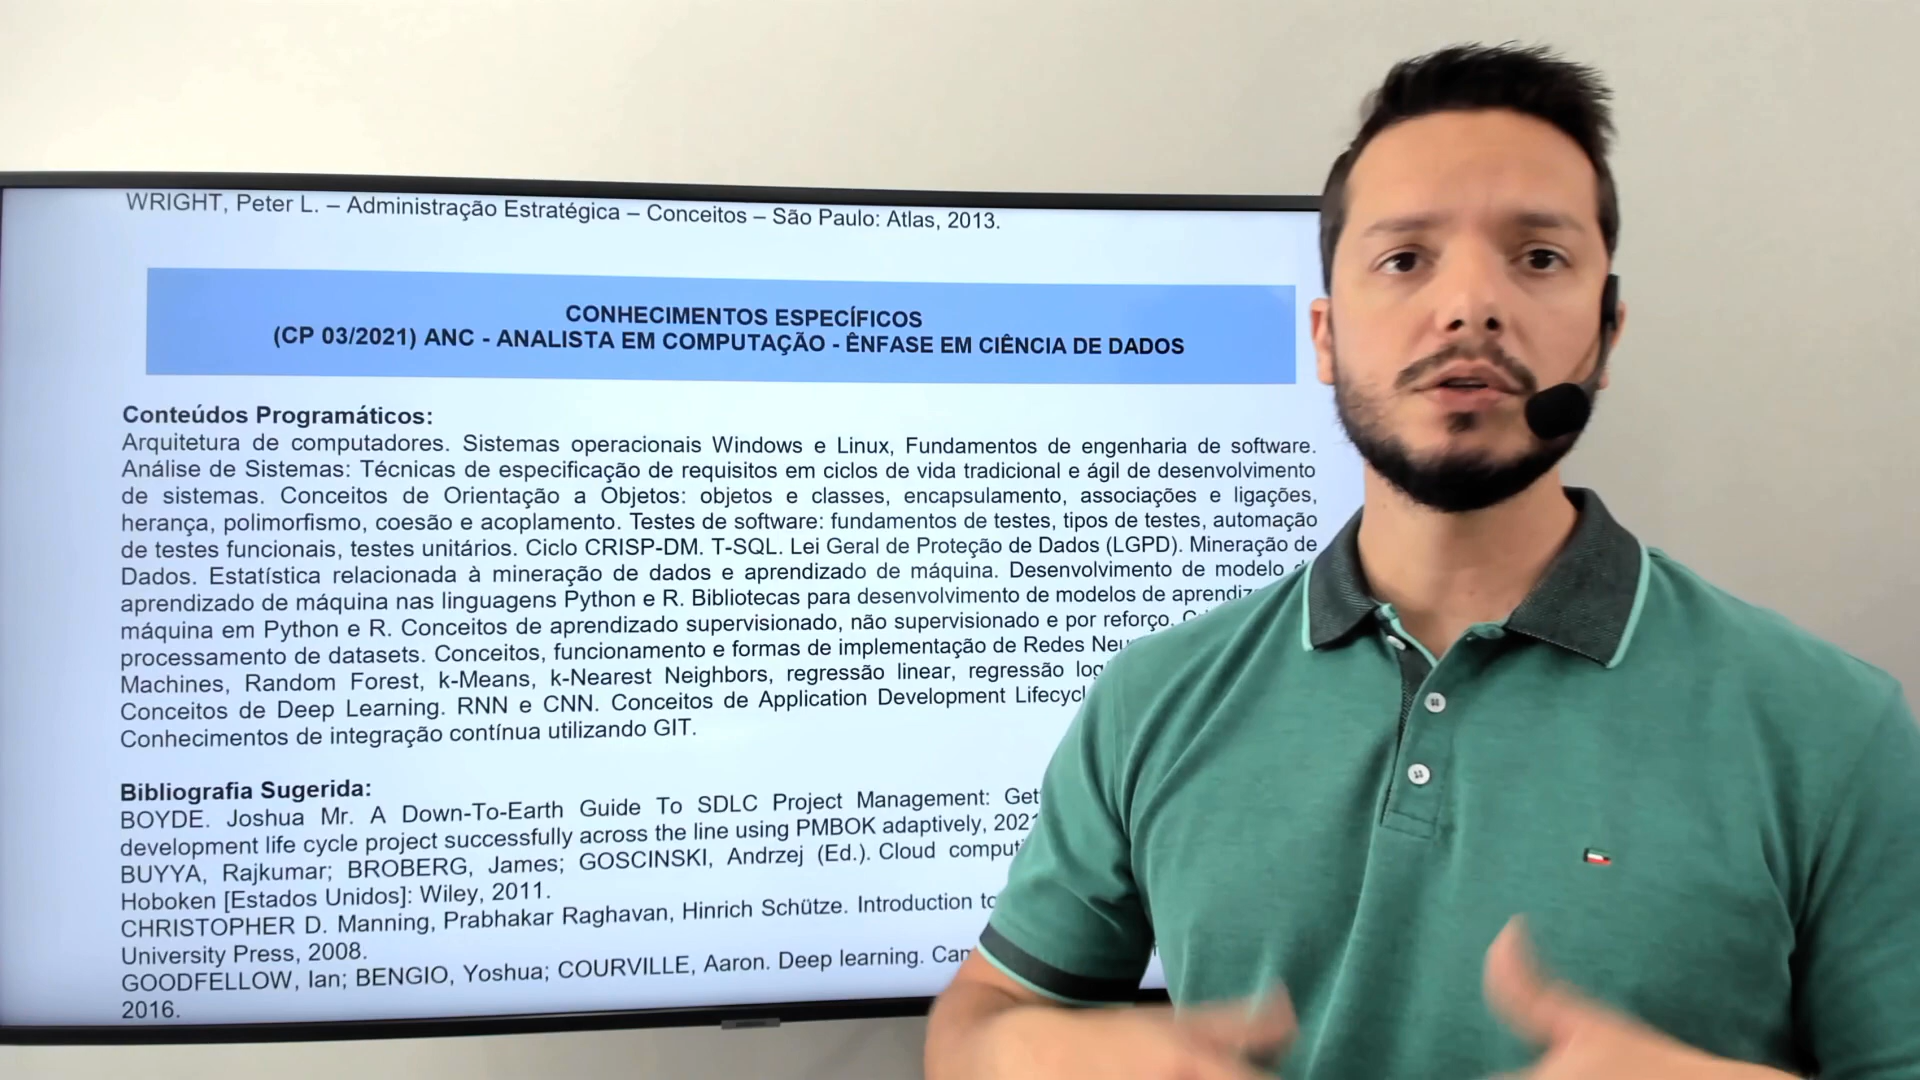 WRIGHT, Peter L. – Administração Estratégica – Conceitos – São Paulo: Atlas, 2013.
CONHECIMENTOS ESPECÍFICOS
(CP 03/2021) ANC - ANALISTA EM COMPUTAÇÃO - ÊNFASE EM CIÊNCIA DE DADOS
Conteúdos Programáticos:
Arquitetura de computadores. Sistemas operacionais Windows e Linux, Fundamentos de engenharia de software.
Análise de Sistemas: Técnicas de especificação de requisitos em ciclos de vida tradicional e ágil de desenvolvimento
de sistemas. Conceitos de Orientação a Objetos: objetos e classes, encapsulamento, associações e ligações,
herança, polimorfismo, coesão e acoplamento. Testes de software: fundamentos de testes, tipos de testes, automação
de testes funcionais, testes unitários. Ciclo CRISP-DM. T-SQL. Lei Geral de Proteção de Dados (LGPD). Mineração de
Dados. Estatística relacionada à mineração de dados e aprendizado de máquina. Desenvolvimento de modelo
aprendizado de máquina nas linguagens Python e R. Bibliotecas para desenvolvimento de modelos de
máquina em Python e R. Conceitos de aprendizado supervisionado, não supervisionado e por reforço.
processamento de datasets. Conceitos, funcionamento e formas de implementação de Redes
Machines, Random Forest, k-Means, k-Nearest Neighbors, regressão linear, regressão
Conceitos de Deep Learning. RNN e CNN. Conceitos de Application Development
Conhecimentos de integração contínua utilizando GIT.
Bibliografia Sugerida:
BOYDE. Joshua Mr. A Down-To-Earth Guide To SDLC Project Management:
development life cycle project successfully across the line using PMBOK adaptively,
BUYYA, Rajkumar; BROBERG, James; GOSCINSKI, Andrzej (Ed.). Cloud
Hoboken [Estados Unidos]: Wiley, 2011.
CHRISTOPHER D. Manning, Prabhakar Raghavan, Hinrich Schütze. Introduction to
University Press, 2008.
GOODFELLOW, Ian; BENGIO, Yoshua; COURVILLE, Aaron. Deep learning.
2016.